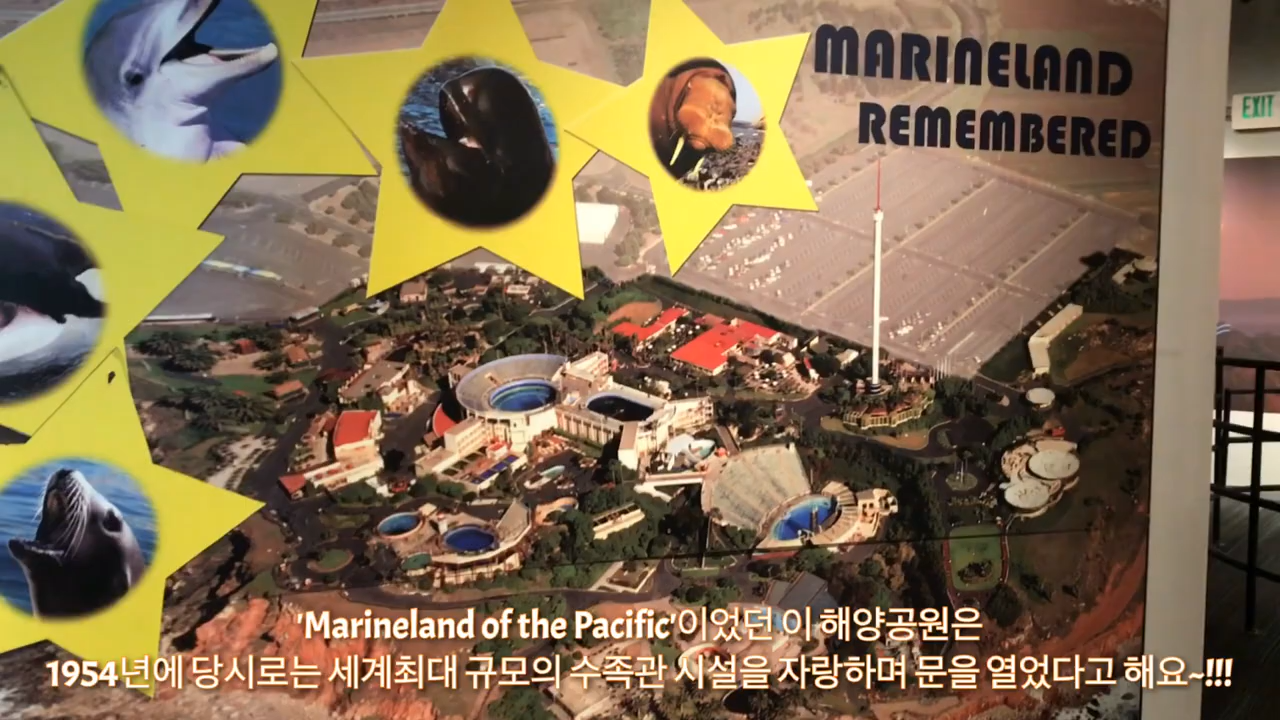 MARINELAND
REMEMBERED
EXIT
'Marineland of the Pacific'이었던 이 해양공원은
1954년에 당시로는 세계최대 규모의 수족관 시설을 자랑하며 문을 열었다고 해요~!!!